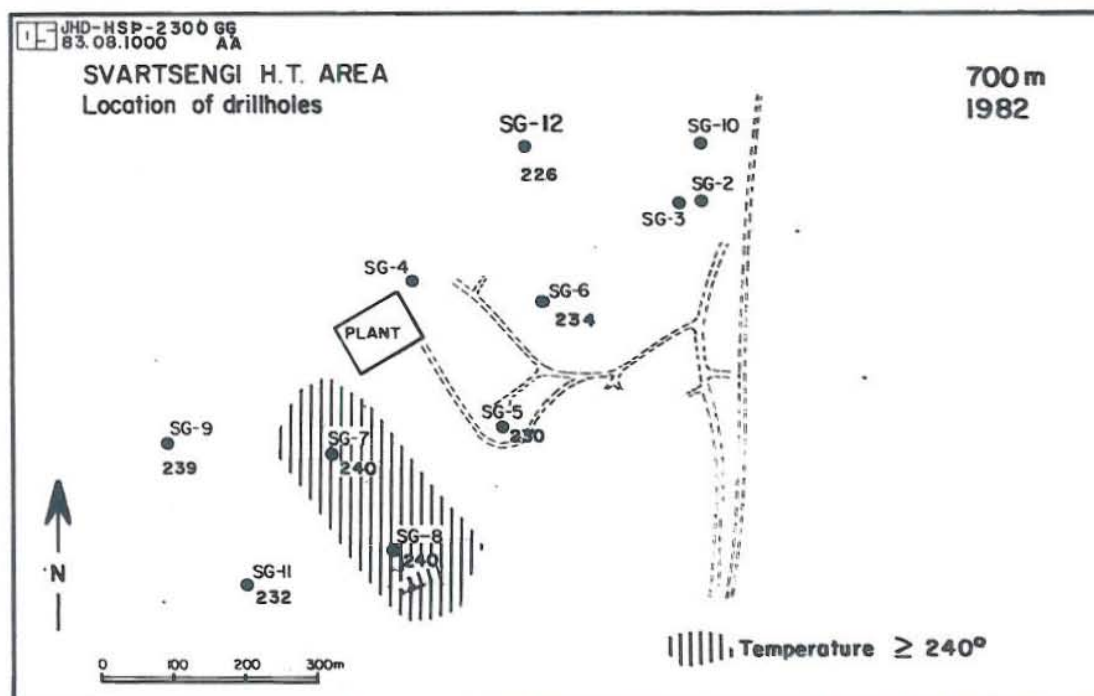 JHD-HSP-2300 GG
83.08.1000 AA
SVARTSENGI H.T. AREA
Location of drillholes
700m
1982
SG-12
226
SG-10
SG-2
SG-3
SG-4
SG-6
234
PLANT
SG-5
230
SG-9
239
SG-7
240
SG-8
240
SG-11
232
N
0 100 200 300m
Temperature ≥ 240°